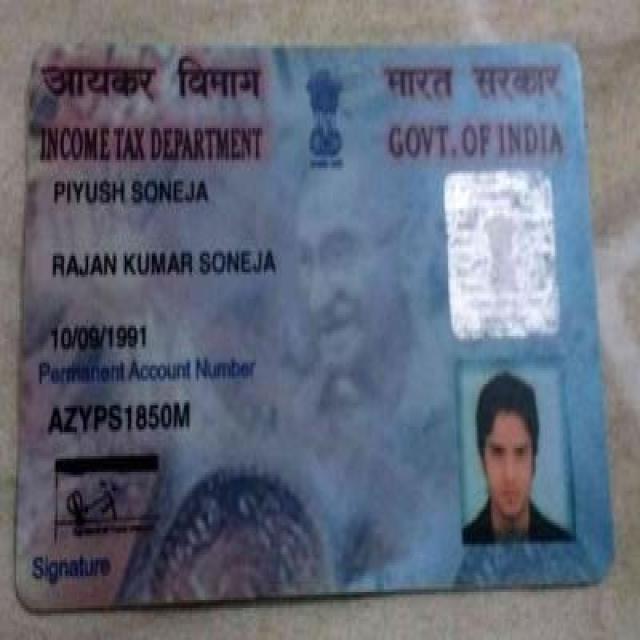 आयकर विभाग
भारत सरकार
INCOME TAX DEPARTMENT
GOVT. OF INDIA
PIYUSH SONEJA
RAJAN KUMAR SONEJA
10/09/1991
Permanent Account Number
AZYPS1850M
Signature